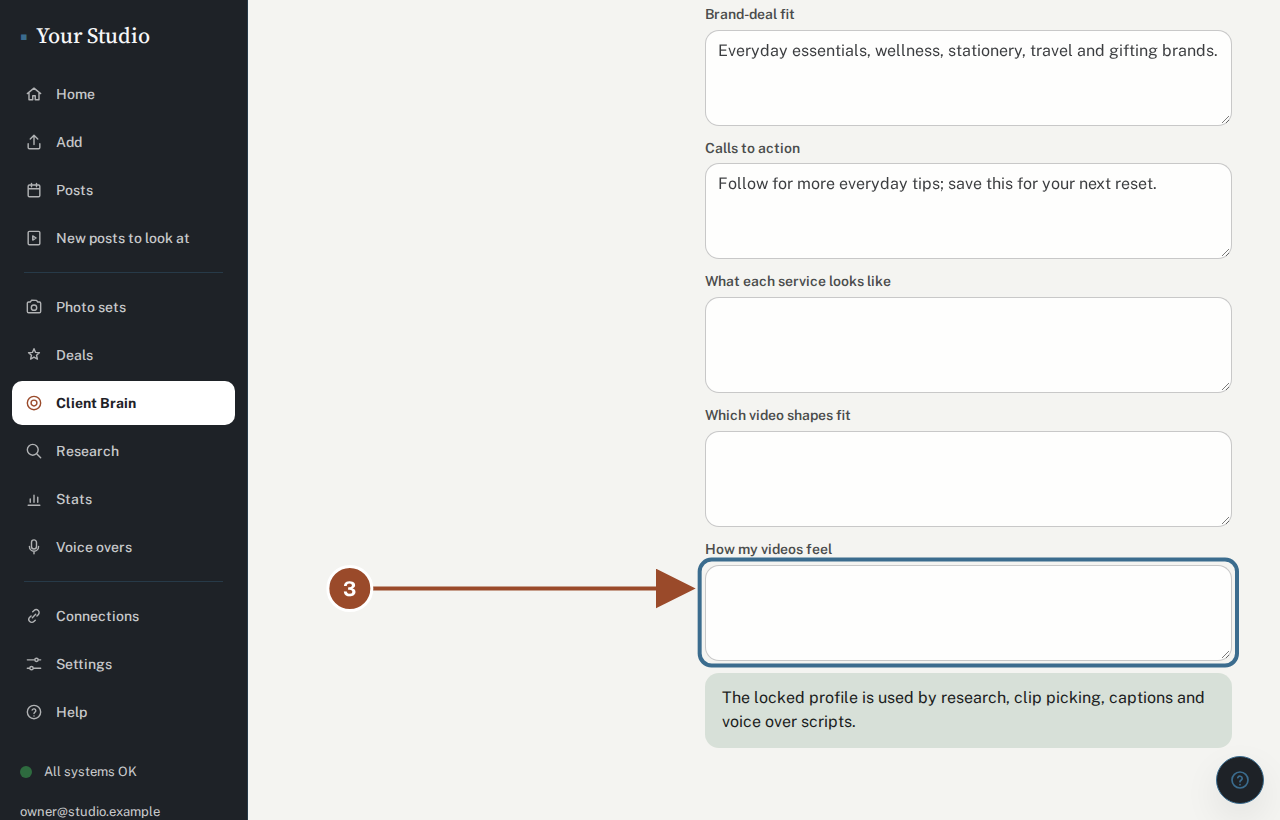 Your Studio
Home
Add
Posts
New posts to look at
Photo sets
Deals
Client Brain
Research
Stats
Voice overs
Connections
Settings
Help
All systems OK
owner@studio.example
Brand-deal fit
Everyday essentials, wellness, stationery, travel and gifting brands.
Calls to action
Follow for more everyday tips; save this for your next reset.
What each service looks like
Which video shapes fit
How my videos feel
3
The locked profile is used by research, clip picking, captions and
voice over scripts.